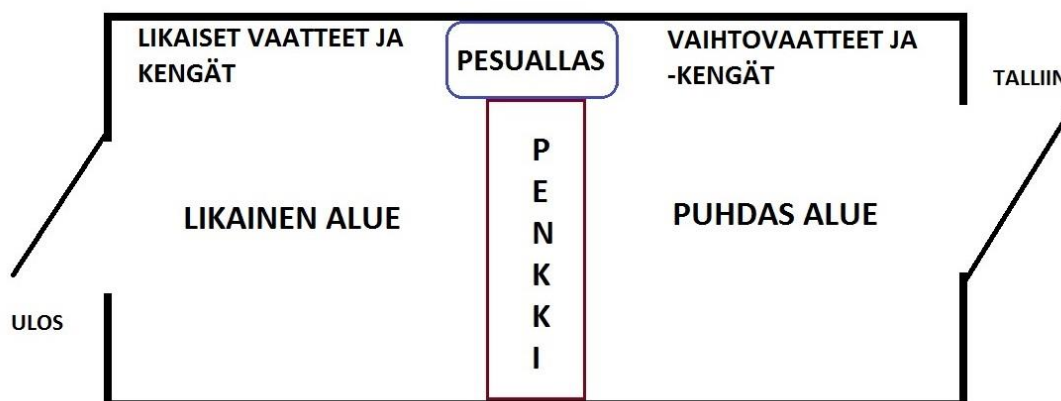 LIKAISET VAATTEET JA
KENGÄT
PESUALLAS
VAIHTOVAATTEET JA
-KENGÄT
TALLIIN
P
E
N
K
K
I
LIKAINEN ALUE
PUHDAS ALUE
ULOS